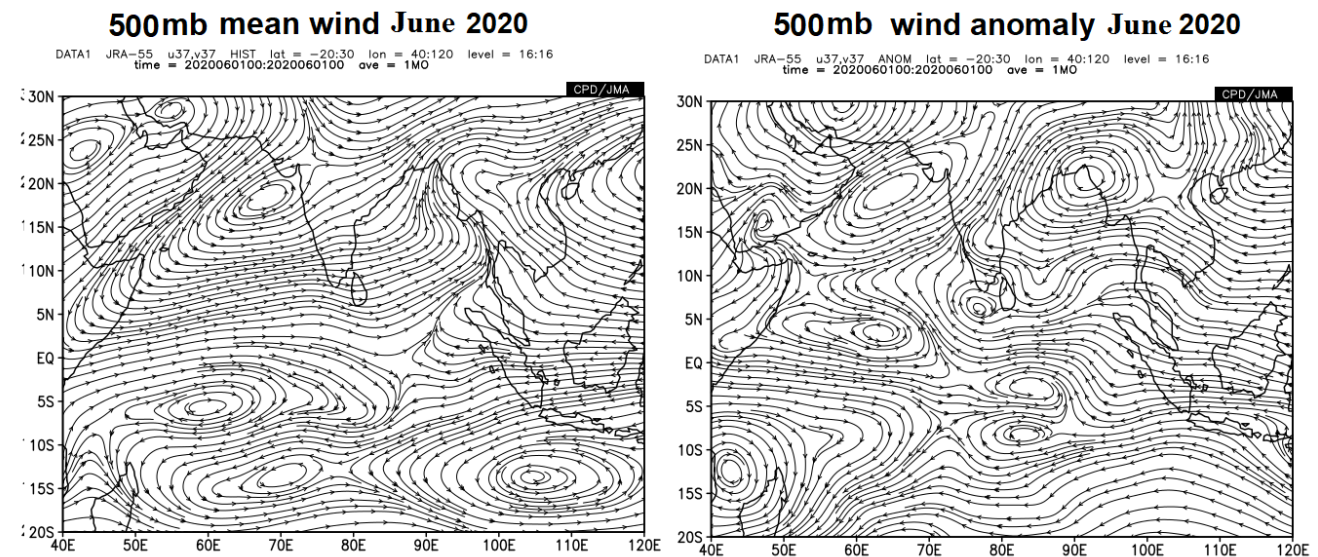 500mb mean wind June 2020
DATA1 JRA-55 u37,v37 HIST lat = -20:30 lon = 40:120 level = 16:16
time = 2020060100:2020060100 ave = 1MO
CPD/JMA
30N
25N
20N
15N
10N
5N
EQ
5S
10S
15S
20S
40E 50E 60E 70E 80E 90E 100E 110E 120E
500mb wind anomaly June 2020
DATA1 JRA-55 u37,v37 ANOM lat = -20:30 lon = 40:120 level = 16:16
time = 2020060100:2020060100 ave = 1MO
CPD/JMA
30N
25N
20N
15N
10N
5N
EQ
5S
10S
15S
20S
40E 50E 60E 70E 80E 90E 100E 110E 120E